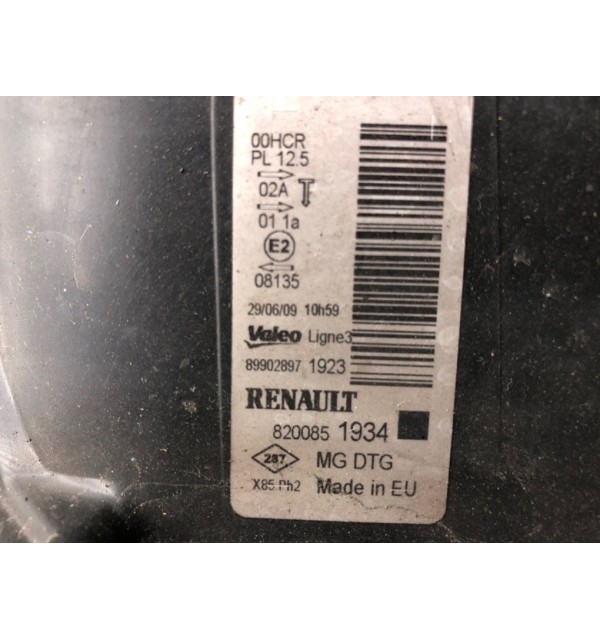 00HCR
PL 12.5
02A
01 1a
E2
08135
29/06/09 10h59
Valeo Ligne3
89902897 1923
RENAULT
820085 1934
287 MG DTG
X85 Ph2 Made in EU